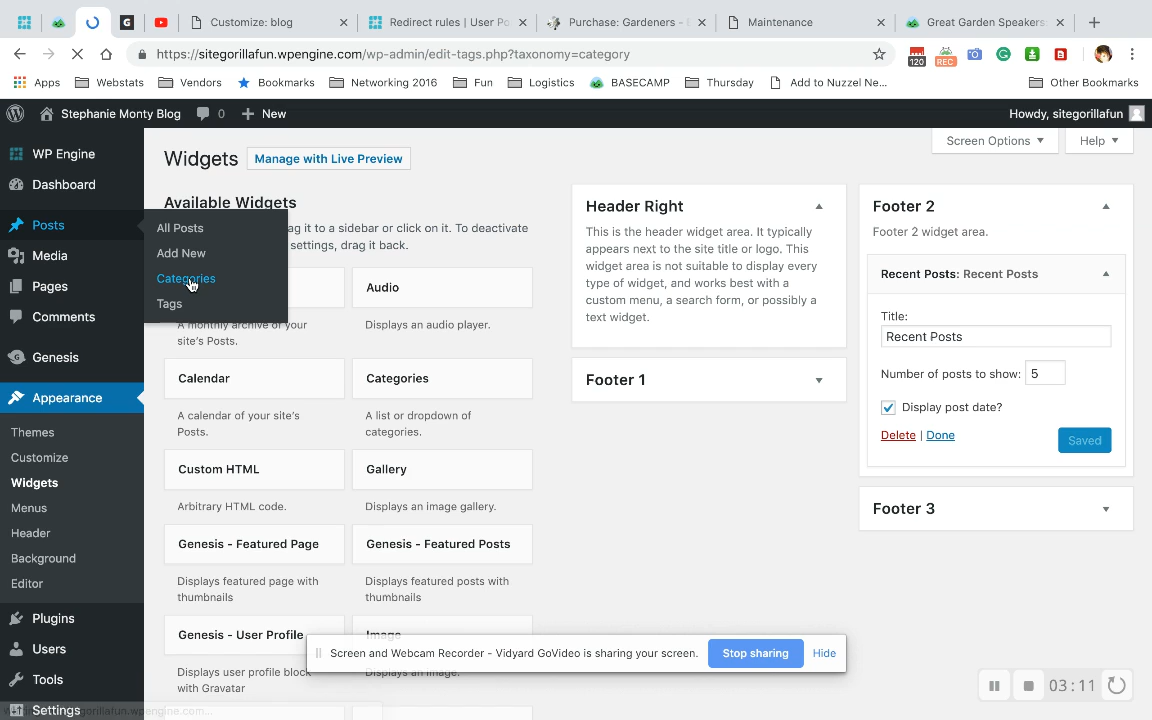 Customize: blog
Redirect rules | User Po
Purchase: Gardeners –
Maintenance
Great Garden Speakers:
https://sitegorillafun.wpengine.com/wp-admin/edit-tags.php?taxonomy=category
120
REC
Apps
Webstats
Vendors
Bookmarks
Networking 2016
Fun
Logistics
BASECAMP
Thursday
Add to Nuzzel Ne...
Other Bookmarks
Stephanie Monty Blog
0
New
Howdy, sitegorillafun
WP Engine
Dashboard
Posts
Media
Pages
Comments
Genesis
Appearance
Themes
Customize
Widgets
Menus
Header
Background
Editor
Plugins
Users
Tools
Settings
All Posts
Add New
Categories
Tags
Widgets
Manage with Live Preview
Screen Options
Help
Available Widgets
ag it to a sidebar or click on it. To deactivate
settings, drag it back.
A monthly archive of your
site's Posts.
Audio
Displays an audio player.
Calendar
A calendar of your site's
Posts.
Categories
A list or dropdown of
categories.
Custom HTML
Arbitrary HTML code.
Gallery
Displays an image gallery.
Genesis - Featured Page
Displays featured page with
thumbnails
Genesis - Featured Posts
Displays featured posts with
thumbnails
Genesis - User Profile
Displays user profile block
with Gravatar
Image
Displays an image.
Header Right
This is the header widget area. It typically
appears next to the site title or logo. This
widget area is not suitable to display every
type of widget, and works best with a
custom menu, a search form, or possibly a
text widget.
Footer 1
Footer 2
Footer 2 widget area.
Recent Posts: Recent Posts
Title:
Recent Posts
Number of posts to show: 5
Display post date?
Delete | Done
Saved
Footer 3
Screen and Webcam Recorder - Vidyard GoVideo is sharing your screen.
Stop sharing
Hide
03:11